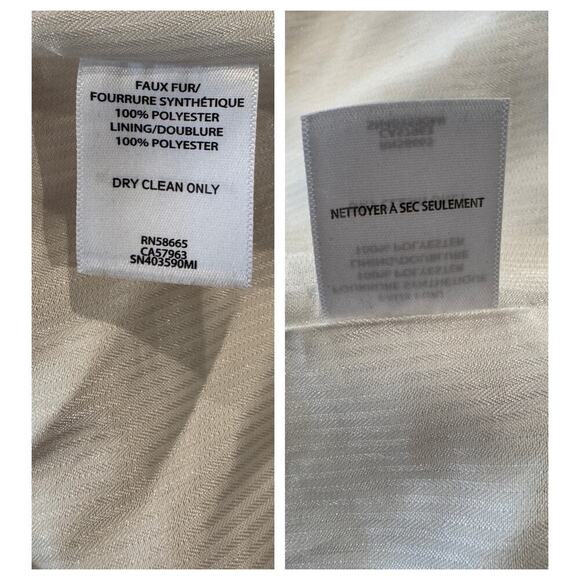 FAUX FUR/
FOURRURE SYNTHÉTIQUE
100% POLYESTER
LINING/DOUBLURE
100% POLYESTER
DRY CLEAN ONLY
RN58665
CA57963
SN403590MI
NETTOYER À SEC SEULEMENT